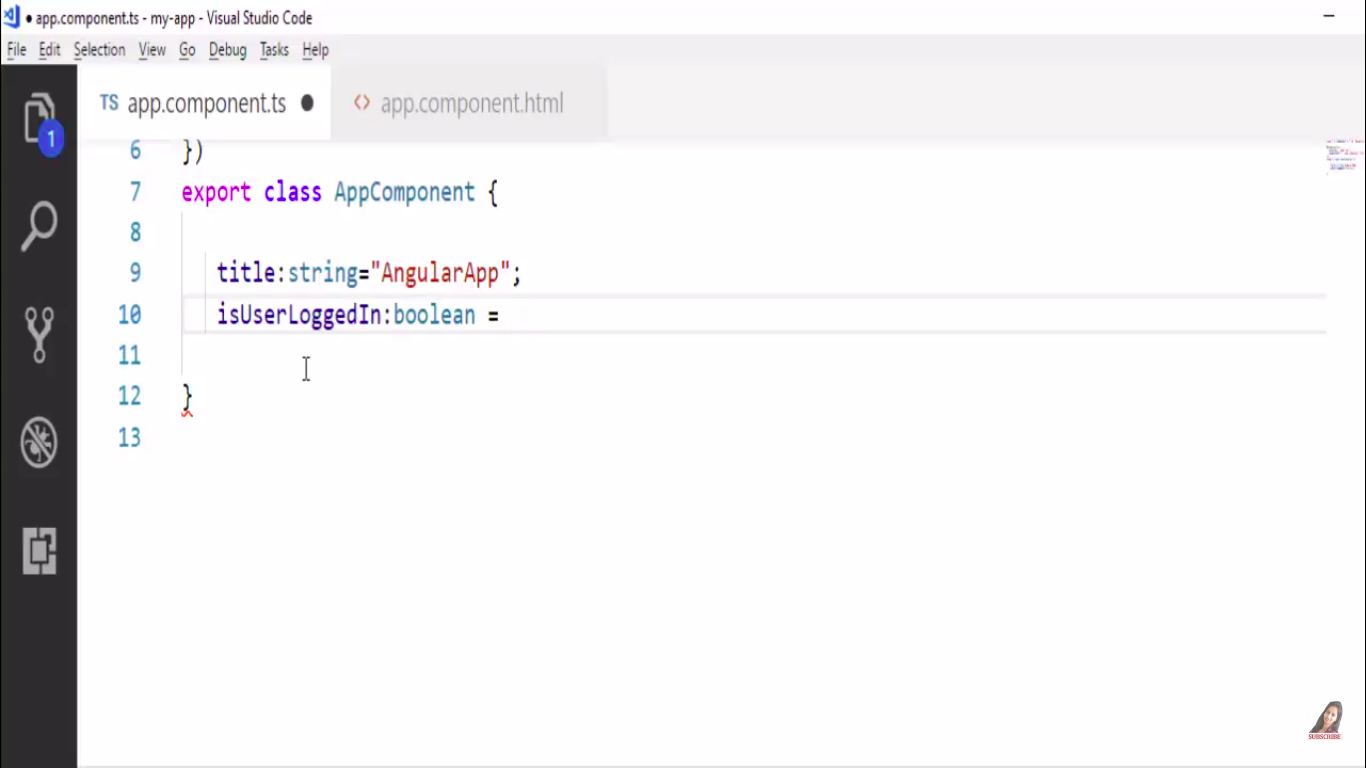 ● app.component.ts - my-app - Visual Studio Code
File Edit Selection View Go Debug Tasks Help
TS app.component.ts ● <> app.component.html
1
6 })
7 export class AppComponent {
8
9 title:string="AngularApp";
10 isUserLoggedIn:boolean =
11
12 }
13
SUBSCRIBE